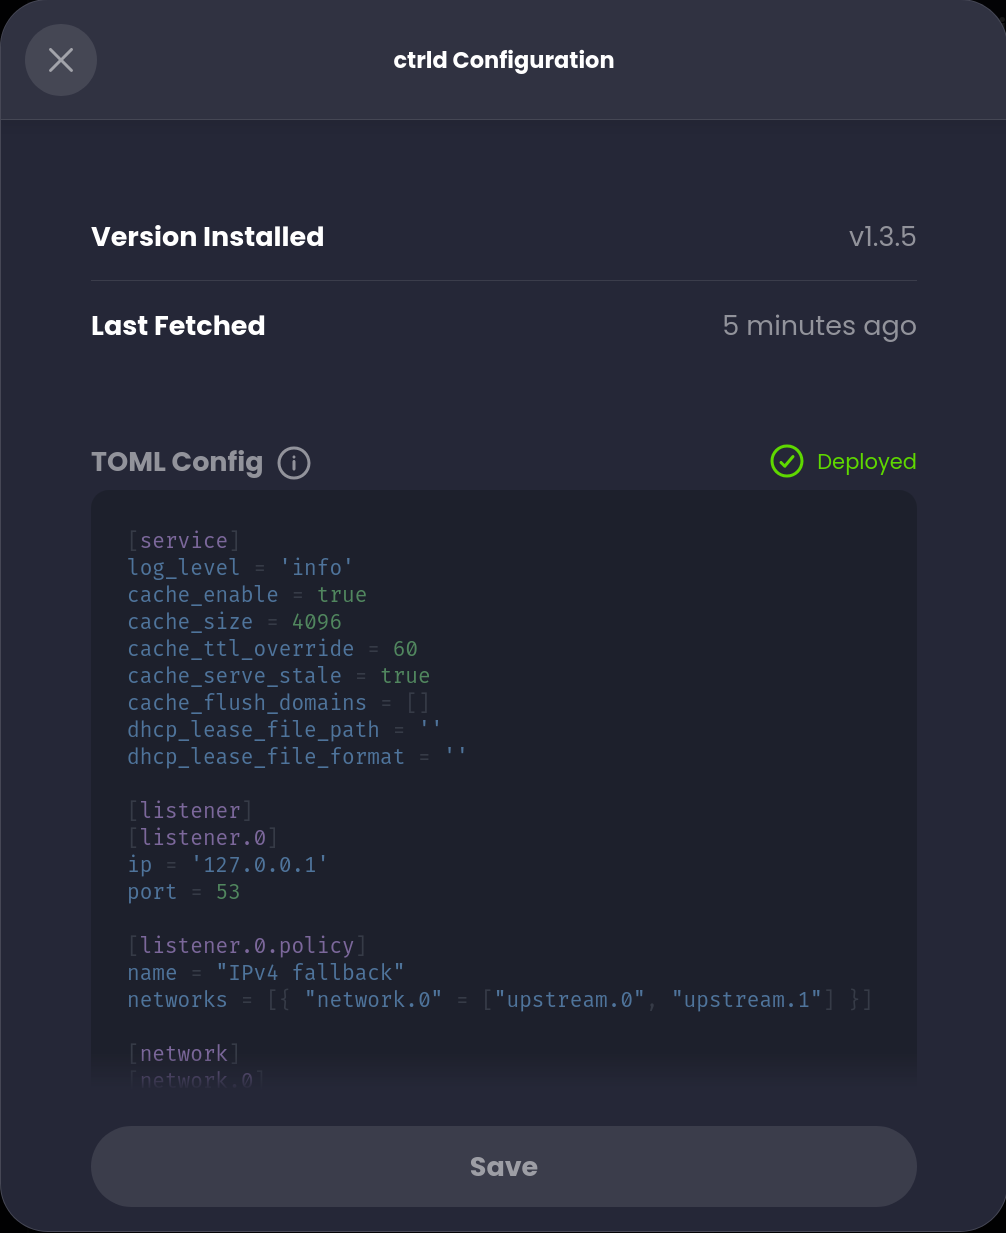 ctrld Configuration
Version Installed
v1.3.5
Last Fetched
5 minutes ago
TOML Config
Deployed
[service]
log_level = 'info'
cache_enable = true
cache_size = 4096
cache_ttl_override = 60
cache_serve_stale = true
cache_flush_domains = []
dhcp_lease_file_path = ''
dhcp_lease_file_format = ''
[listener]
[listener.0]
ip = '127.0.0.1'
port = 53
[listener.0.policy]
name = "IPv4 fallback"
networks = [{ "network.0" = ["upstream.0", "upstream.1"] }]
[network]
[network.0]
Save